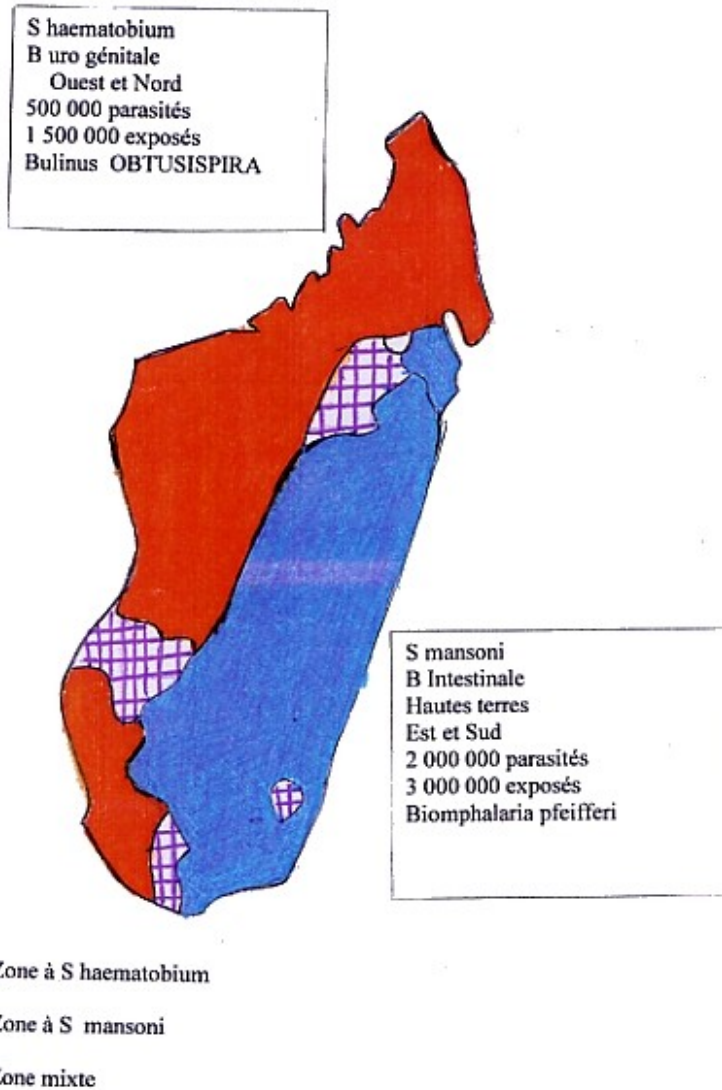 S haematobium
B uro génitale
Ouest et Nord
500 000 parasités
1 500 000 exposés
Bulinus OBTUSISPIRA
S mansoni
B Intestinale
Hautes terres
Est et Sud
2 000 000 parasités
3 000 000 exposés
Biomphalaria pfeifferi
Zone à S haematobium
Zone à S mansoni
Zone mixte